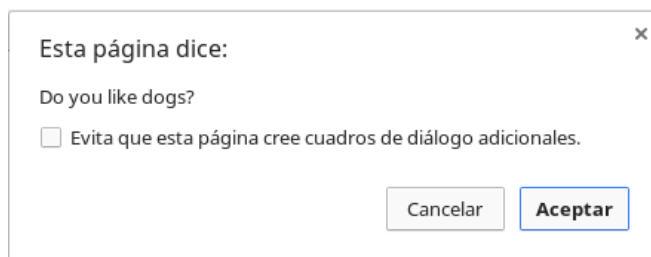 Esta página dice:
Do you like dogs?
Evita que esta página cree cuadros de diálogo adicionales.
Cancelar Aceptar